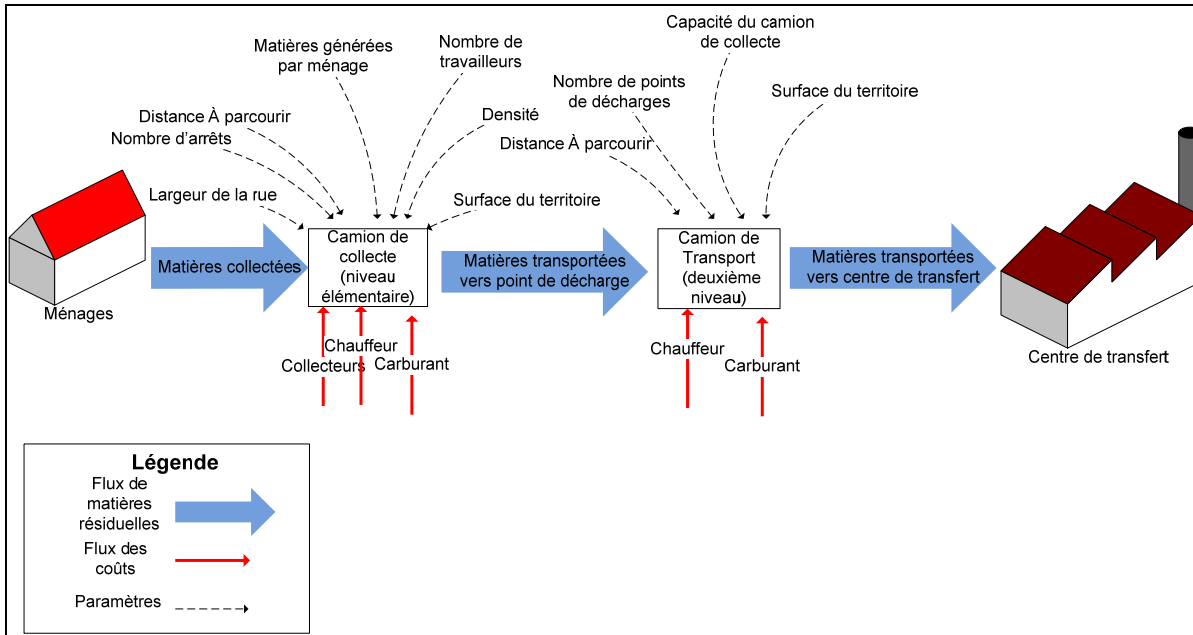 Matières générées
par ménage
Nombre de
travailleurs
Capacité du camion
de collecte
Nombre de points
de décharges
Surface du territoire
Distance À parcourir
Densité
Nombre d'arrêts
Distance À parcourir
Largeur de la rue
Surface du territoire
Ménages
Matières collectées
Camion de
collecte
(niveau
élémentaire)
Matières transportées
vers point de décharge
Camion de
Transport
(deuxième
niveau)
Matières transportées
vers centre de transfert
Centre de transfert
Collecteurs
Chauffeur
Carburant
Chauffeur
Carburant
Légende
Flux de
matières
résiduelles
Flux des
coûts
Paramètres